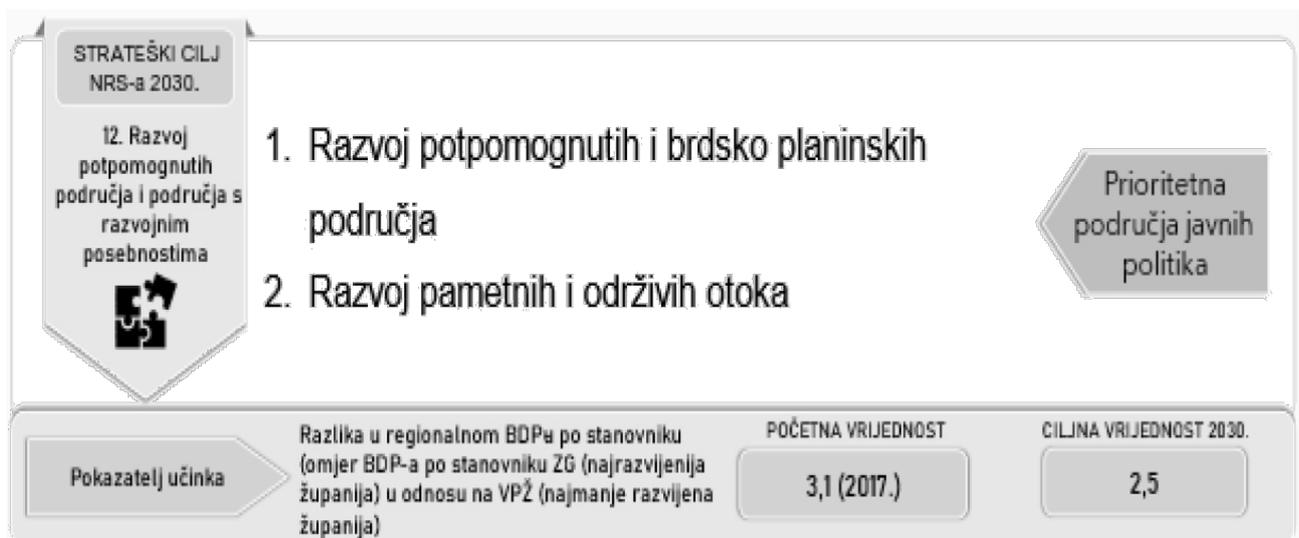 STRATEŠKI CILJ
NRS-a 2030.
12. Razvoj
potpomognutih
područja i područja s
razvojnim
posebnostima
1. Razvoj potpomognutih i brdsko planinskih
područja
2. Razvoj pametnih i održivih otoka
Prioritetna
područja javnih
politika
Pokazatelj učinka
Razlika u regionalnom BDPu po stanovniku
(omjer BDP-a po stanovniku ZG (najrazvijenija
županija) u odnosu na VPŽ (najmanje razvijena
županija)
POČETNA VRIJEDNOST
3,1 (2017.)
CILJNA VRIJEDNOST 2030.
2,5